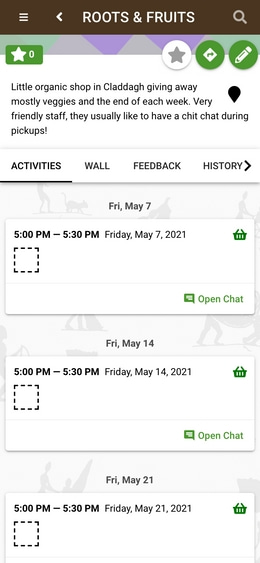 ROOTS & FRUITS
0
Little organic shop in Claddagh giving away
mostly veggies and the end of each week. Very
friendly staff, they usually like to have a chit chat during
pickups!
ACTIVITIES WALL FEEDBACK HISTORY
Fri, May 7
5:00 PM — 5:30 PM Friday, May 7, 2021
Open Chat
Fri, May 14
5:00 PM — 5:30 PM Friday, May 14, 2021
Open Chat
Fri, May 21
5:00 PM — 5:30 PM Friday, May 21, 2021